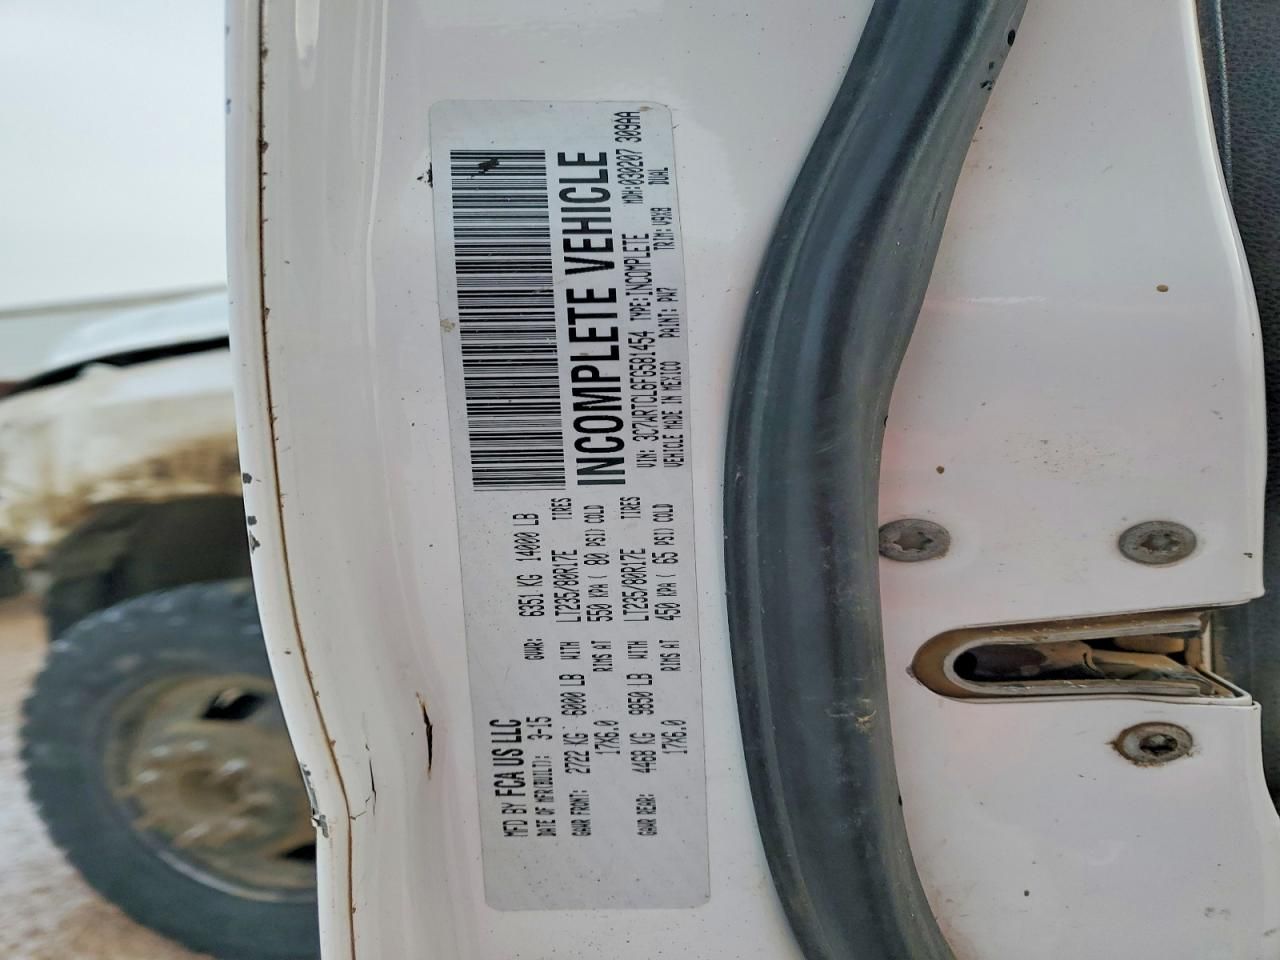 MFD BY FCA US LLC
DATE OF MFR(BUILT): 3-15
GVWR: 6351 KG 14000 LB
GAWR FRONT: 2722 KG 6000 LB WITH LT235/80R17E TIRES
17X6.0 RIMS AT 550 KPA ( 80 PSI) COLD
GAWR REAR: 4468 KG 9850 LB WITH LT235/80R17E TIRES
17X6.0 RIMS AT 450 KPA ( 65 PSI) COLD
INCOMPLETE VEHICLE
VIN: 3C7WRTCL6FG581454 TYPE:INCOMPLETE MDH:030207 309AA
VEHICLE MADE IN MEXICO PAINT: PW7 TRIM: V9X8 DUAL